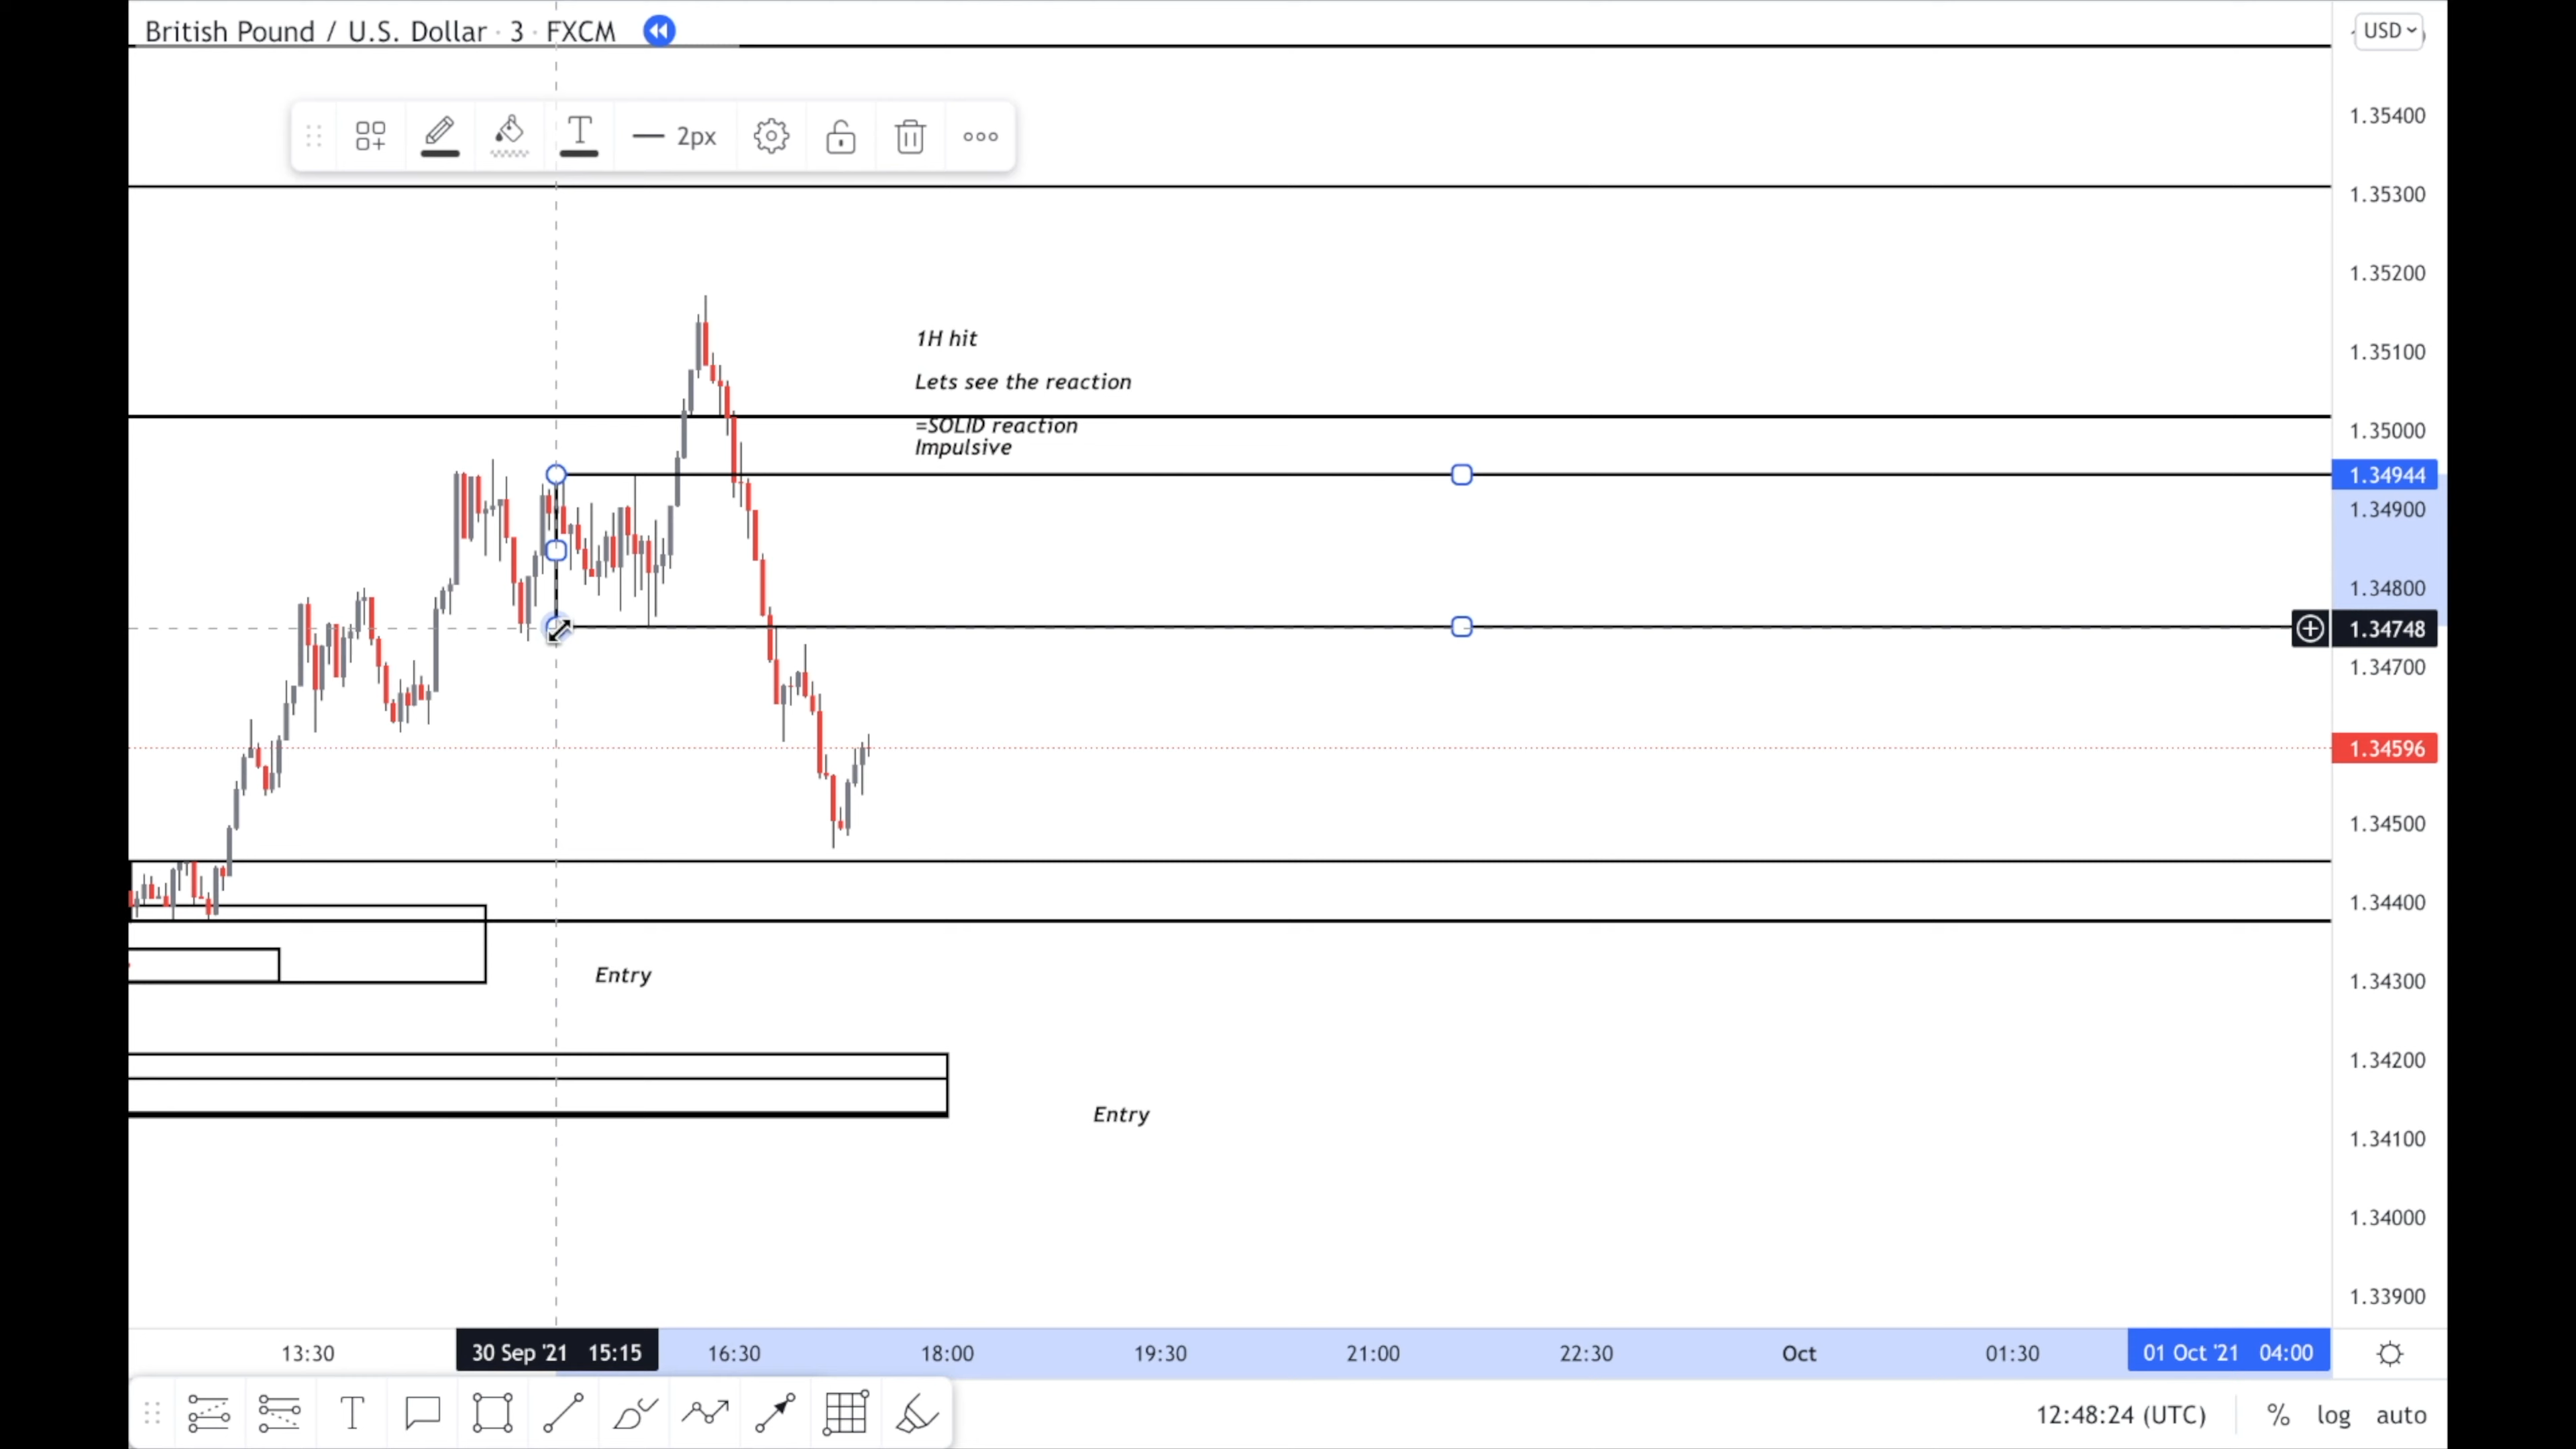 British Pound / U.S. Dollar · 3 · FXCM
USD
2px
1.35400
1.35300
1.35200
1H hit
1.35100
Lets see the reaction
=SOLID reaction
1.35000
Impulsive
1.34944
1.34900
1.34800
1.34748
1.34700
1.34596
1.34500
1.34400
Entry
1.34300
1.34200
Entry
1.34100
1.34000
1.33900
13:30 30 Sep '21 15:15 16:30 18:00 19:30 21:00 22:30 Oct 01:30 01 Oct '21 04:00
T 12:48:24 (UTC) % log auto